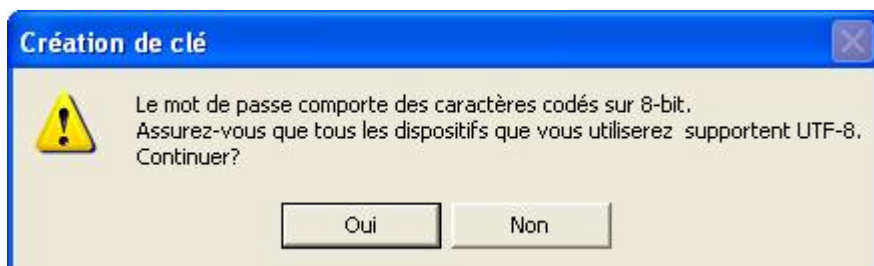 Création de clé
Le mot de passe comporte des caractères codés sur 8-bit.
Assurez-vous que tous les dispositifs que vous utiliserez  supportent UTF-8.
Continuer?
Oui Non